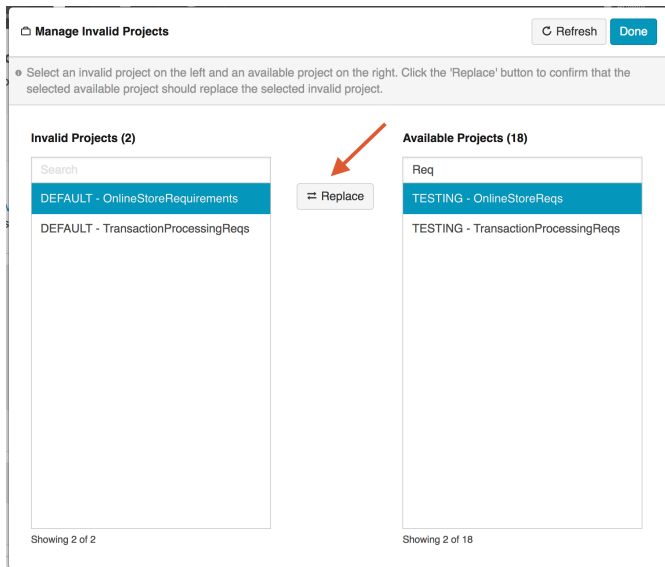 Manage Invalid Projects
Refresh
Done
Select an invalid project on the left and an available project on the right. Click the 'Replace' button to confirm that the
selected available project should replace the selected invalid project.
Invalid Projects (2)
Search
DEFAULT - OnlineStoreRequirements
DEFAULT - TransactionProcessingReqs
Showing 2 of 2
Replace
Available Projects (18)
Req
TESTING - OnlineStoreReqs
TESTING - TransactionProcessingReqs
Showing 2 of 18